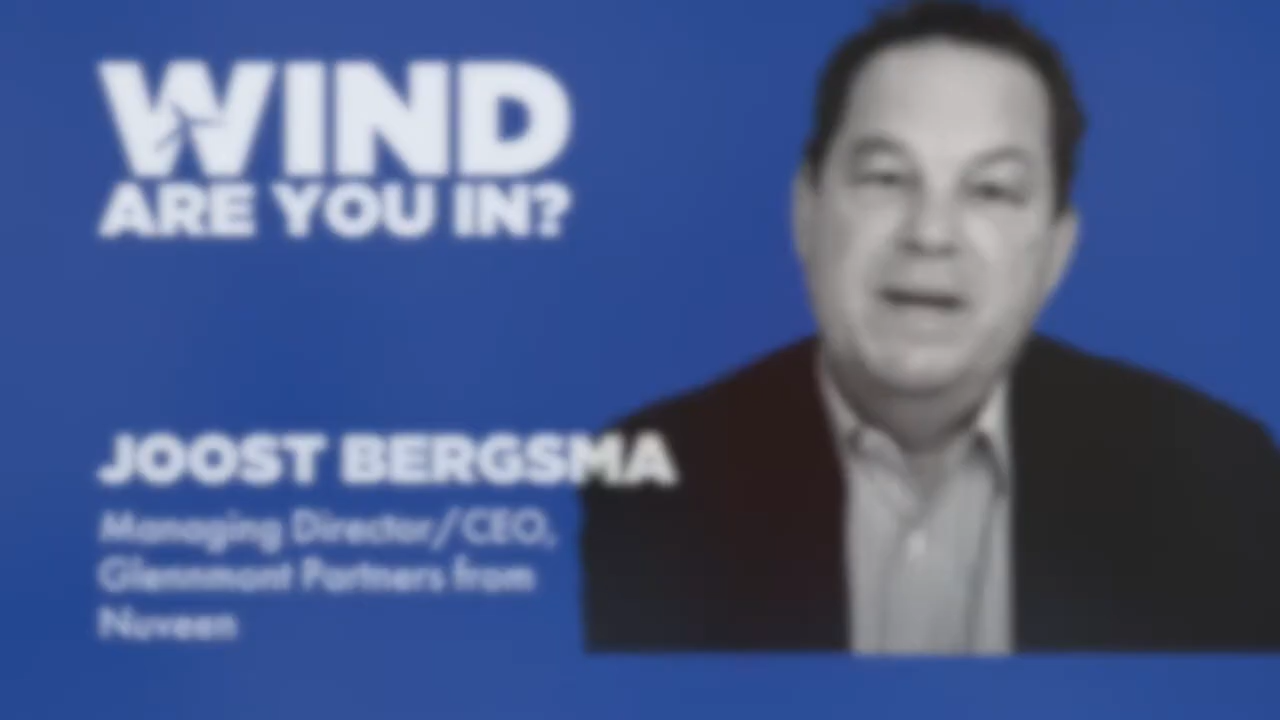 WIND
ARE YOU IN?
JOOST BERGSMA
Managing Director/CEO,
Glennmont Partners from
Nuveen